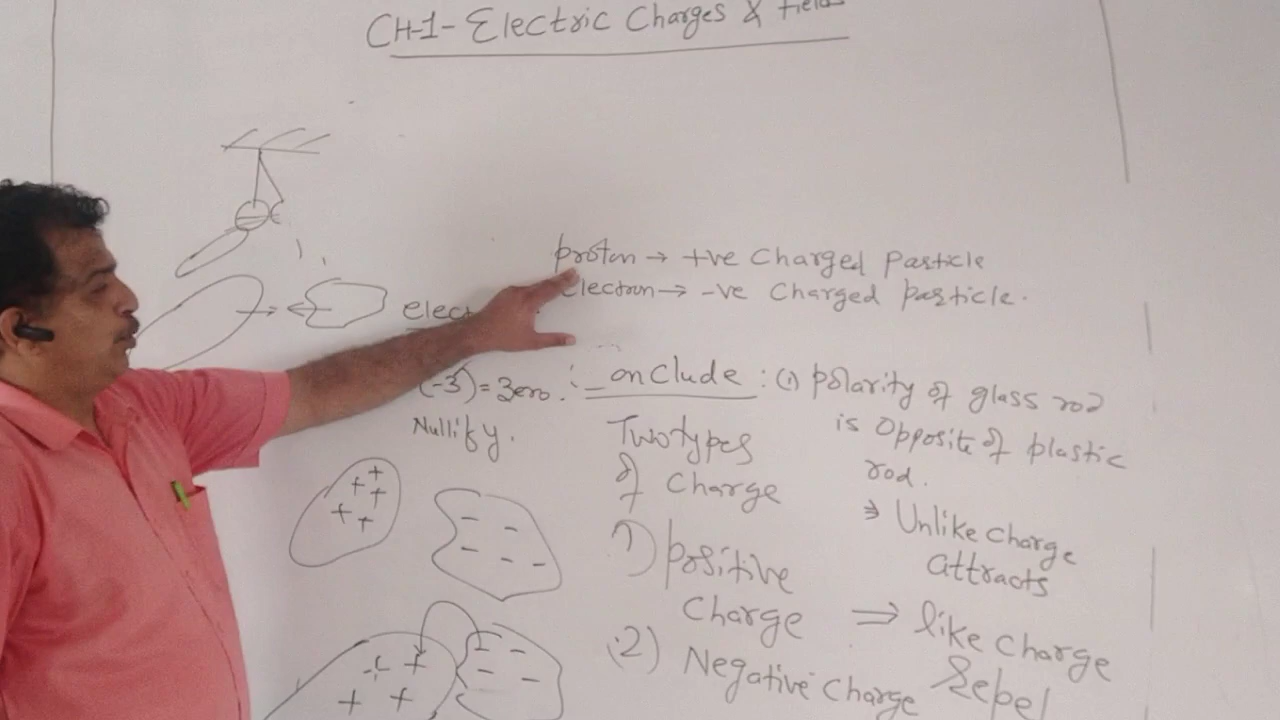 CH-1- Electric Charges & Field
proton → +ve Charged Particle
electron → -ve Charged particle.
elect
(-3) = Zero.
Nullify.
onclude : (1) polarity of glass rod
is opposite of plastic
rod.
⇒ Unlike charge
attracts
⇒ like charge
Repel
Two types
of Charge
1) positive
Charge
2) Negative Charge
+ + + + +
- - - - -
+ + + +
- - - -